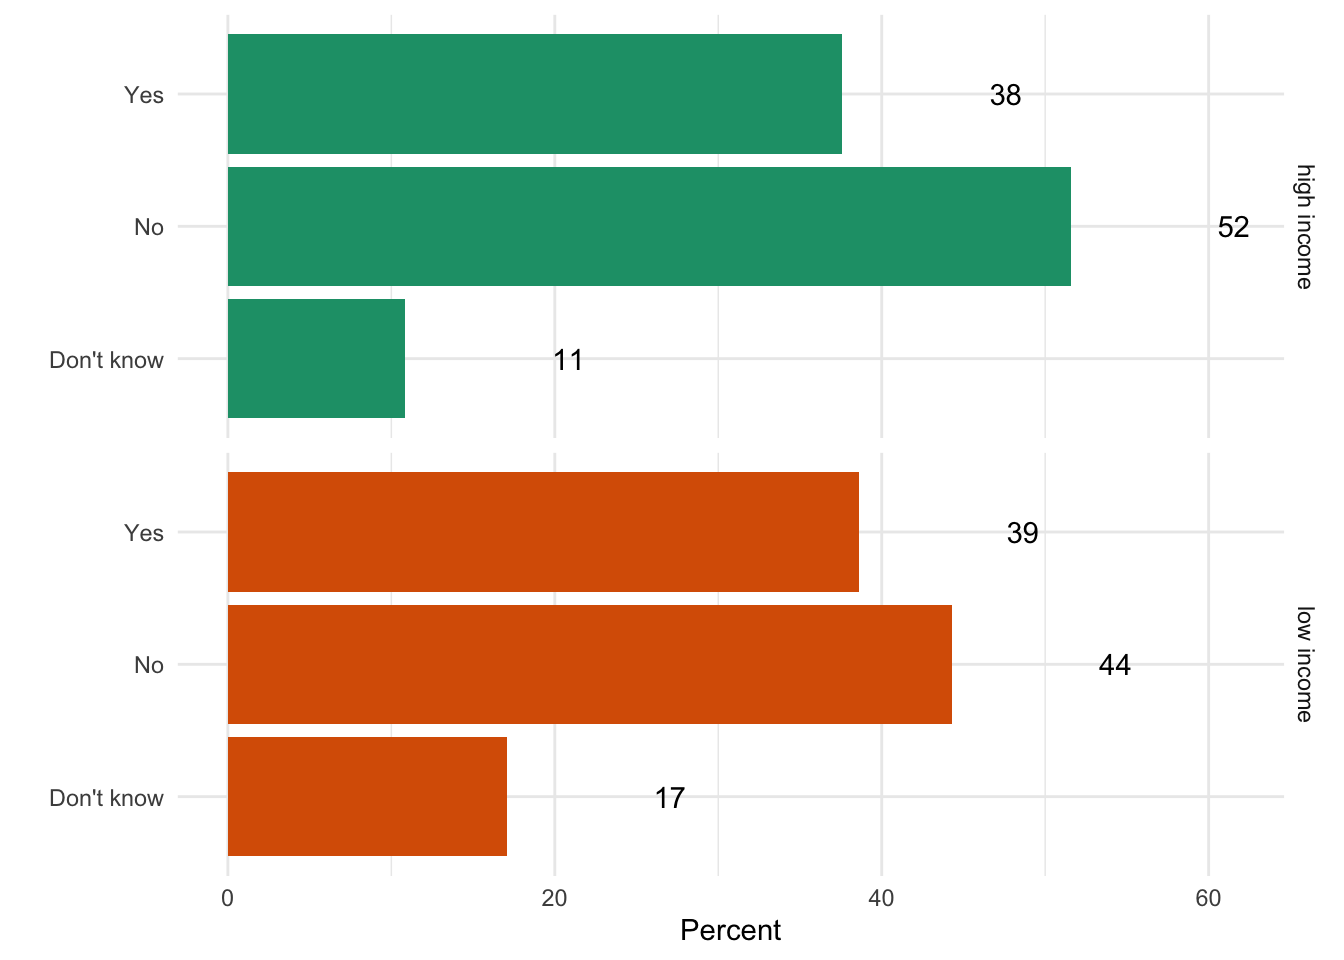 Yes
38
No
52
Don't know
11
high income
Yes
39
No
44
Don't know
17
low income
0 20 40 60
Percent